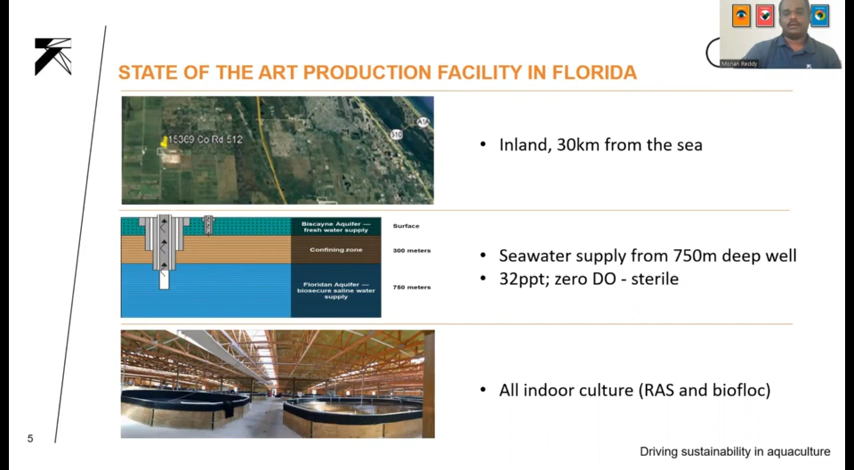 STATE OF THE ART PRODUCTION FACILITY IN FLORIDA
Mohan Reddy
15369 Co Rd 512
510
A1A
• Inland, 30km from the sea
Biscayne Aquifer —
fresh water supply
Surface
Confining zone
300 meters
Floridan Aquifer —
biosecure saline water
supply
750 meters
• Seawater supply from 750m deep well
• 32ppt; zero DO - sterile
• All indoor culture (RAS and biofloc)
5
Driving sustainability in aquaculture